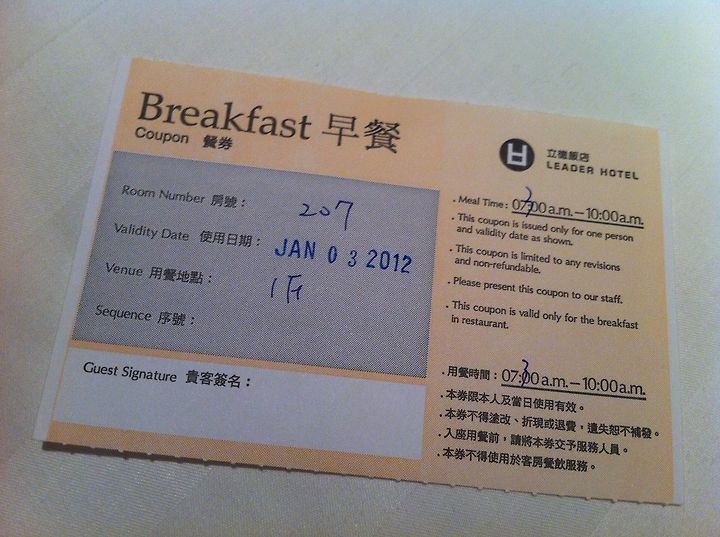 Breakfast 早餐
Coupon 餐券
Room Number 房號： 207
Validity Date 使用日期： JAN 03 2012
Venue 用餐地點： 1F
Sequence 序號：
Guest Signature 貴客簽名：
立德飯店
LEADER HOTEL
. Meal Time : 07:30 a.m. – 10:00 a.m.
. This coupon is issued only for one person
and validity date as shown.
. This coupon is limited to any revisions
and non-refundable.
. Please present this coupon to our staff.
. This coupon is valid only for the breakfast
in restaurant.
. 用餐時間：07:30 a.m. – 10:00 a.m.
. 本券限本人及當日使用有效。
. 本券不得塗改、折現或退費，遺失恕不補發。
. 入座用餐前，請將本券交予服務人員。
. 本券不得使用於客房餐飲服務。